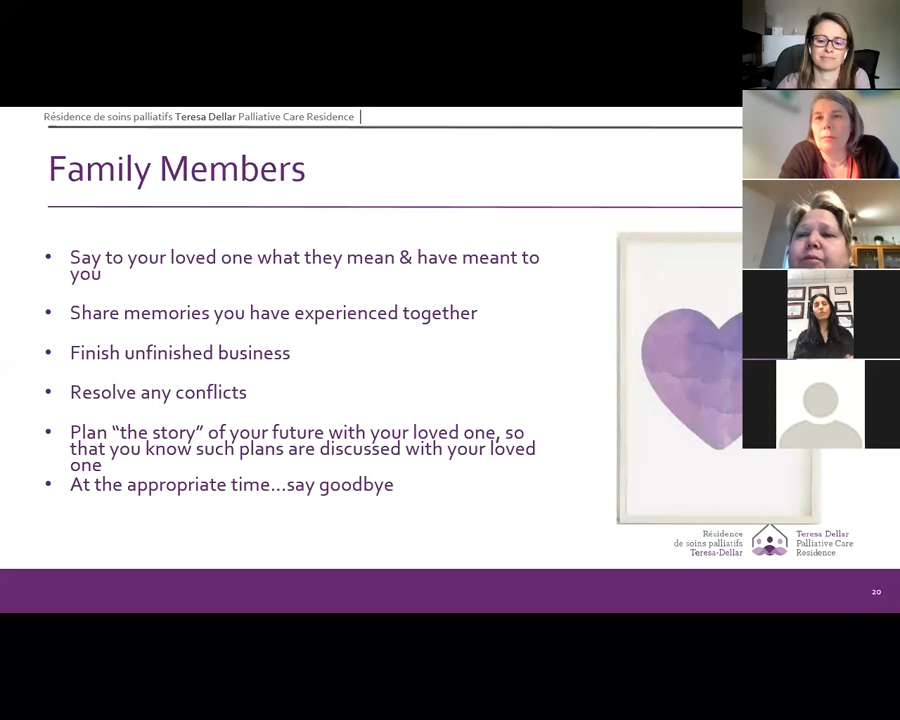 Résidence de soins palliatifs Teresa Dellar Palliative Care Residence
Family Members
• Say to your loved one what they mean & have meant to
you
• Share memories you have experienced together
• Finish unfinished business
• Resolve any conflicts
• Plan “the story” of your future with your loved one, so
that you know such plans are discussed with your loved
one
• At the appropriate time...say goodbye
Résidence
de soins palliatifs
Teresa-Dellar
Teresa Dellar
Palliative Care
Residence
20